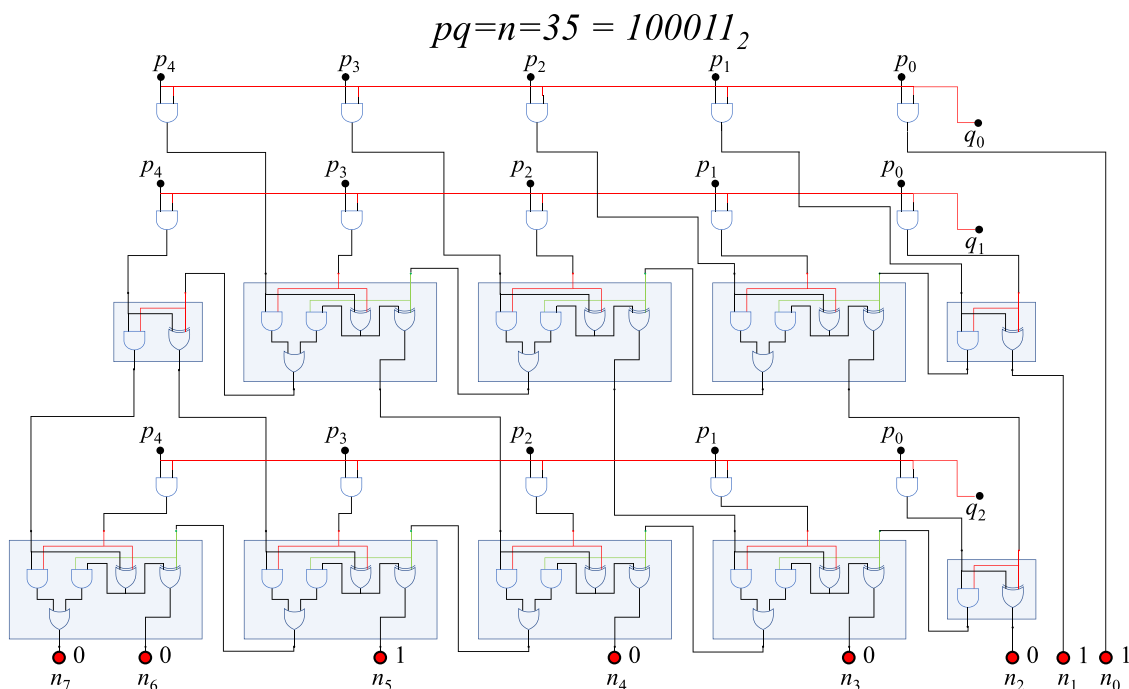 pq=n=35 = 100011₂
p₄ p₃ p₂ p₁ p₀
q₀
p₄ p₃ p₂ p₁ p₀
q₁
p₄ p₃ p₂ p₁ p₀
q₂
0 0 1 0 0 0 1 1
n₇ n₆ n₅ n₄ n₃ n₂ n₁ n₀